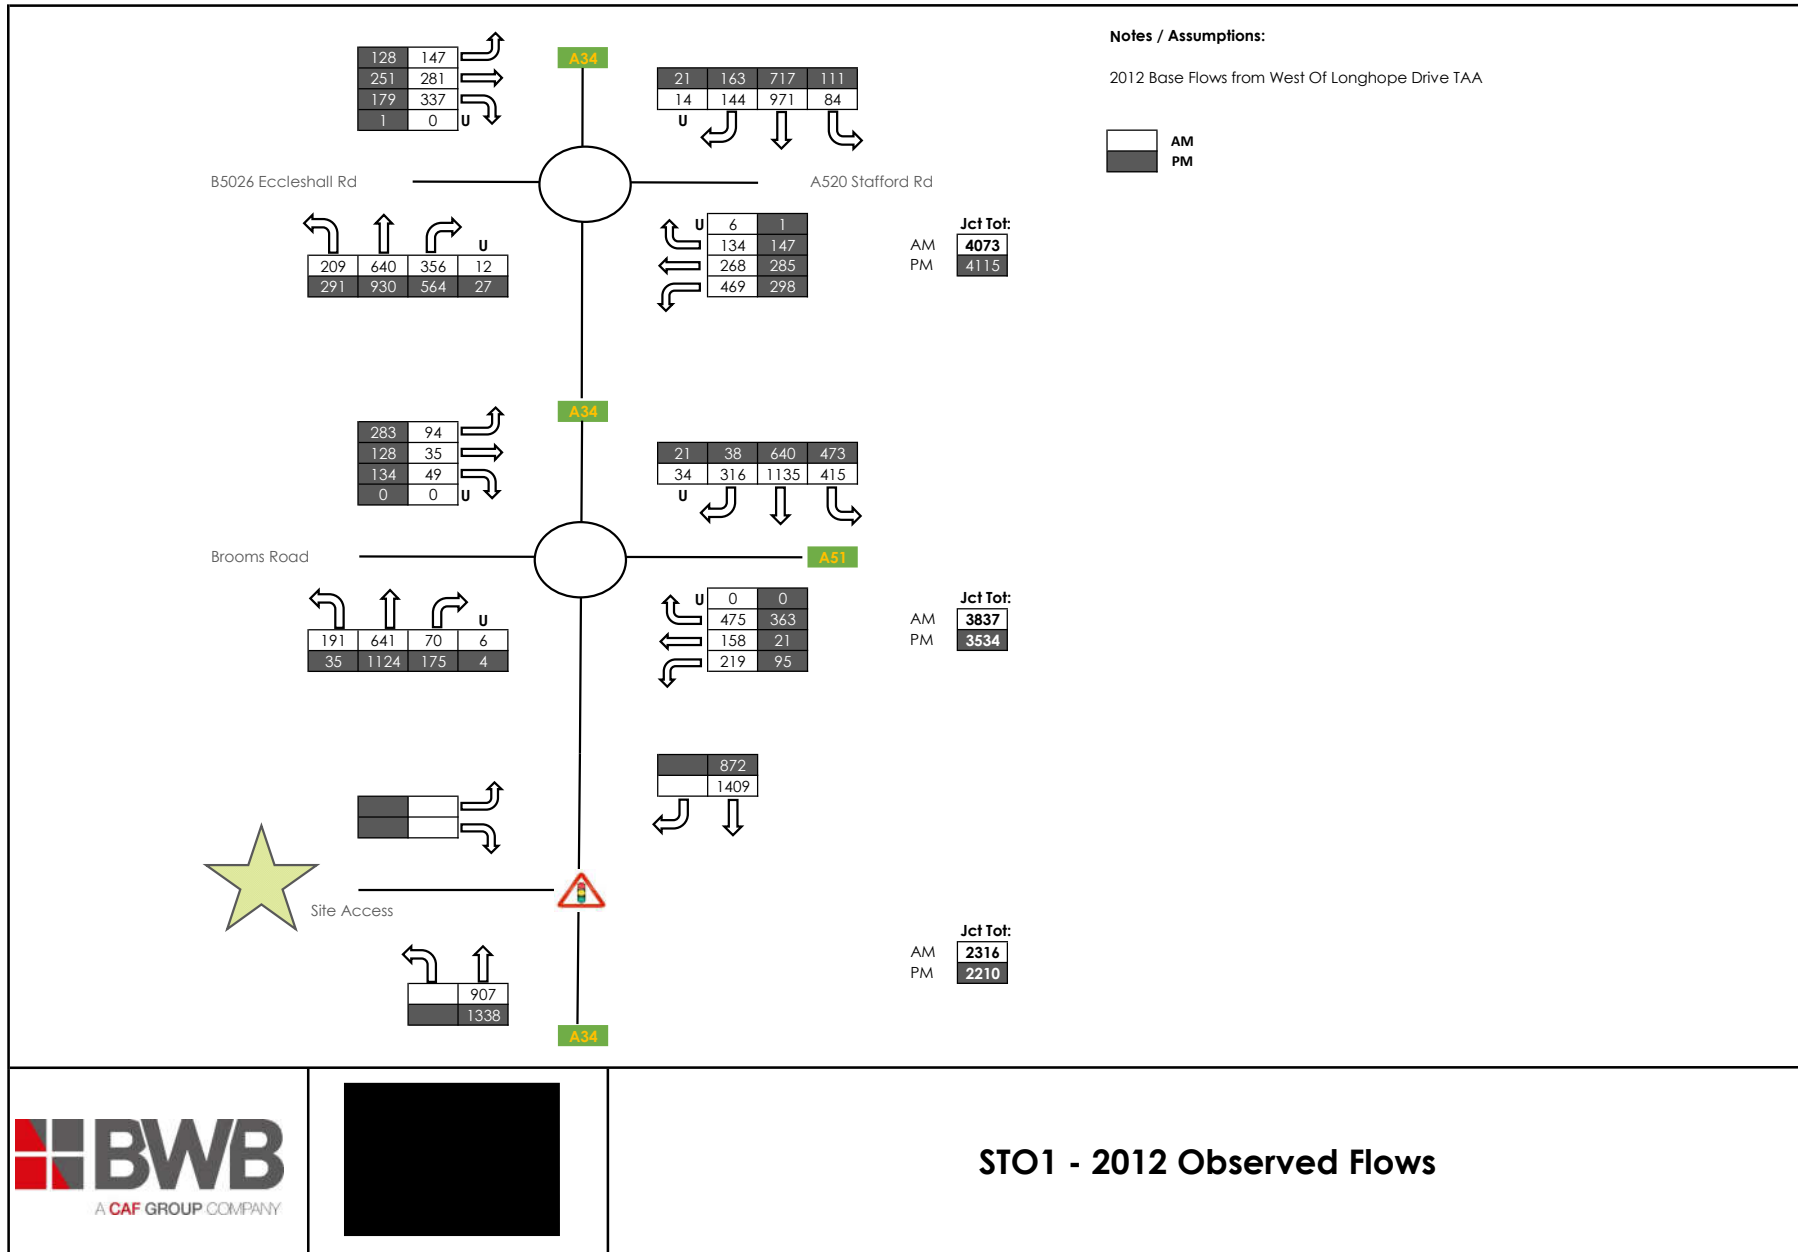 Notes / Assumptions:
2012 Base Flows from West Of Longhope Drive TAA
AM
PM
A34
128 147
251 281
179 337
1 0 U
21 163 717 111
14 144 971 84
U
B5026 Eccleshall Rd
A520 Stafford Rd
U
209 640 356 12
291 930 564 27
U 6 1
134 147
268 285
469 298
Jct Tot:
AM 4073
PM 4115
A34
283 94
128 35
134 49
0 0 U
21 38 640 473
34 316 1135 415
U
Brooms Road
A51
U
191 641 70 6
35 1124 175 4
U 0 0
475 363
158 21
219 95
Jct Tot:
AM 3837
PM 3534
872
1409
Site Access
907
1338
Jct Tot:
AM 2316
PM 2210
A34
BWB
A CAF GROUP COMPANY
STO1 - 2012 Observed Flows